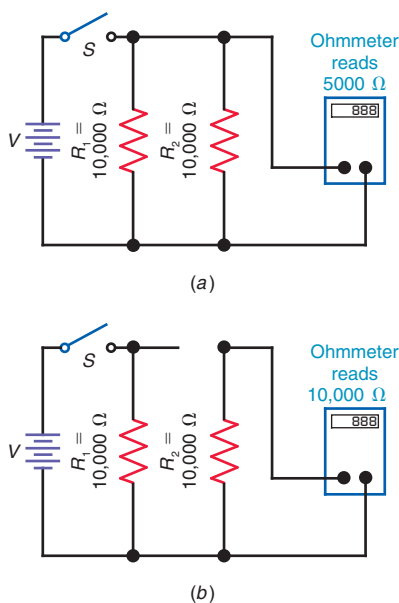 Ohmmeter
reads
5000 Ω
S
888
V
R1 =
10,000 Ω
R2 =
10,000 Ω
(a)
Ohmmeter
reads
10,000 Ω
S
888
V
R1 =
10,000 Ω
R2 =
10,000 Ω
(b)